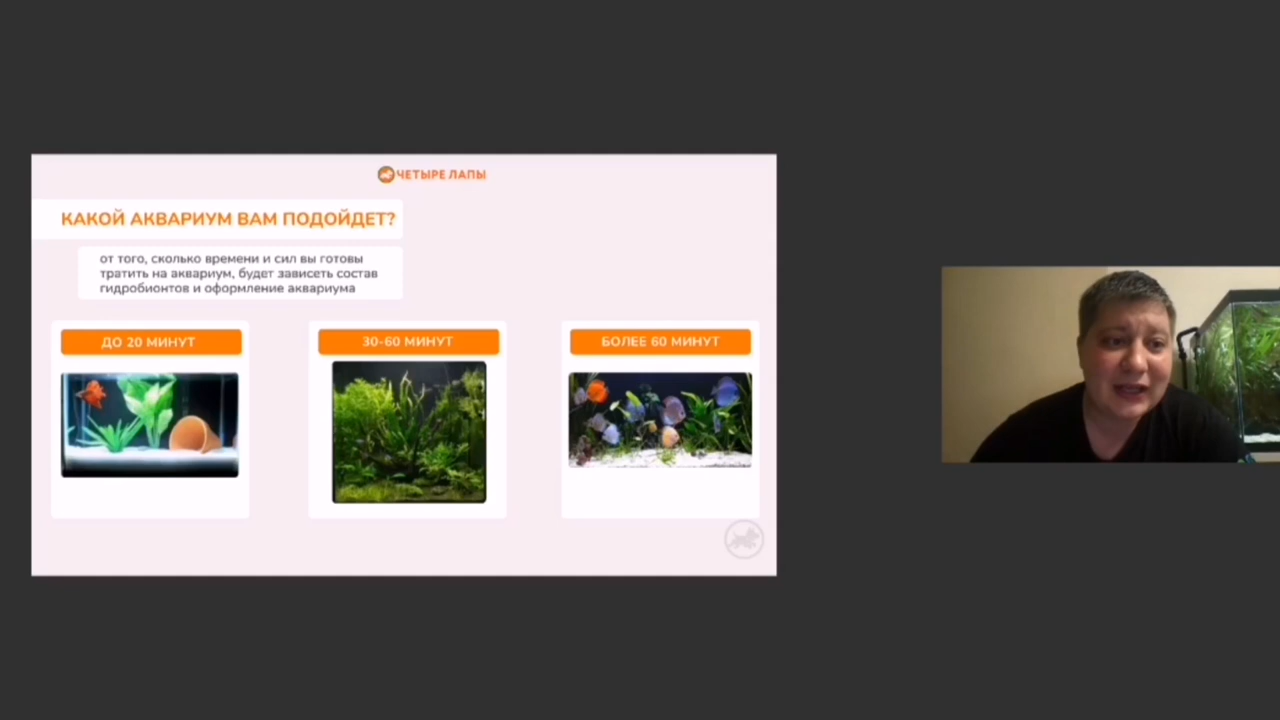 ЧЕТЫРЕ ЛАПЫ
КАКОЙ АКВАРИУМ ВАМ ПОДОЙДЕТ?
от того, сколько времени и сил вы готовы
тратить на аквариум, будет зависеть состав
гидробионтов и оформление аквариума
ДО 20 МИНУТ
30-60 МИНУТ
БОЛЕЕ 60 МИНУТ